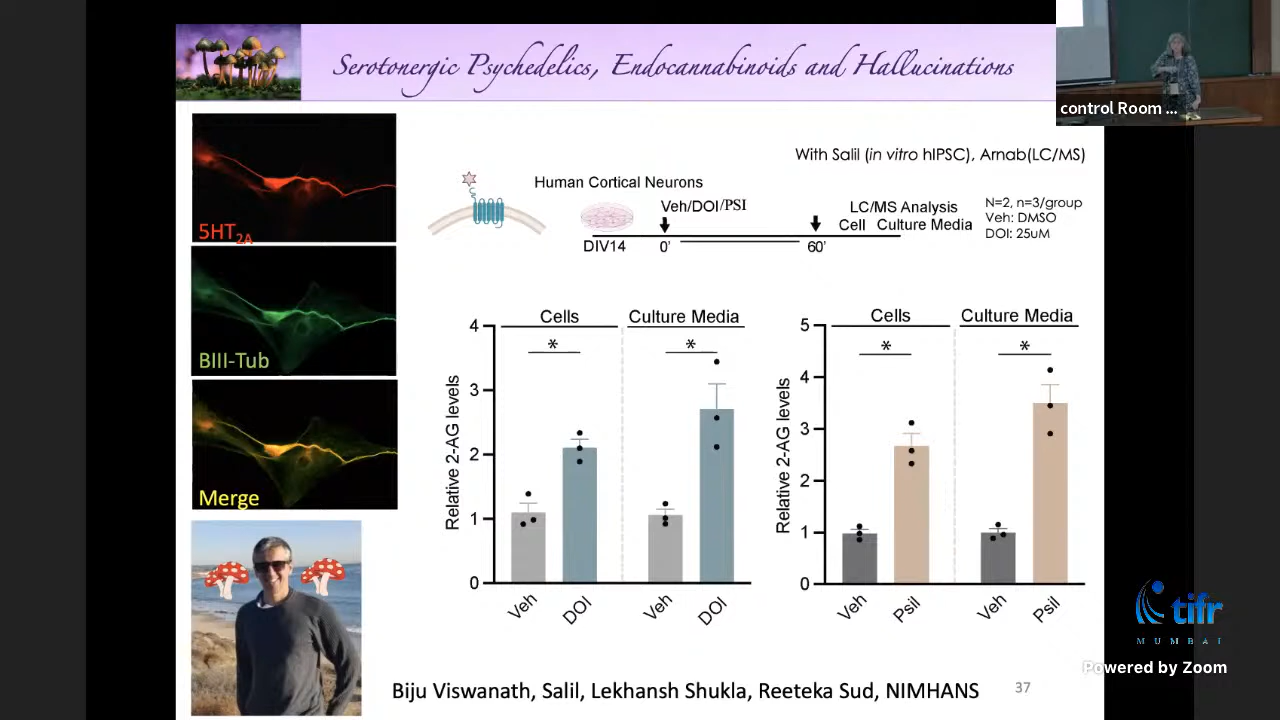 Serotonergic Psychedelics, Endocannabinoids and Hallucinations
control Room ...
With Salil (in vitro hIPSC), Arnab(LC/MS)
5HT2A
BIII-Tub
Merge
Human Cortical Neurons
Veh/DOI/PSI
DIV14
0'
60'
LC/MS Analysis
Cell Culture Media
N=2, n=3/group
Veh: DMSO
DOI: 25uM
Relative 2-AG levels
4
3
2
1
0
Cells
Culture Media
*
*
Veh
DOI
Veh
DOI
Relative 2-AG levels
5
4
3
2
1
0
Cells
Culture Media
*
*
Veh
Psil
Veh
Psil
Biju Viswanath, Salil, Lekhansh Shukla, Reeteka Sud, NIMHANS
37
tifr
MUMBAI
Powered by Zoom